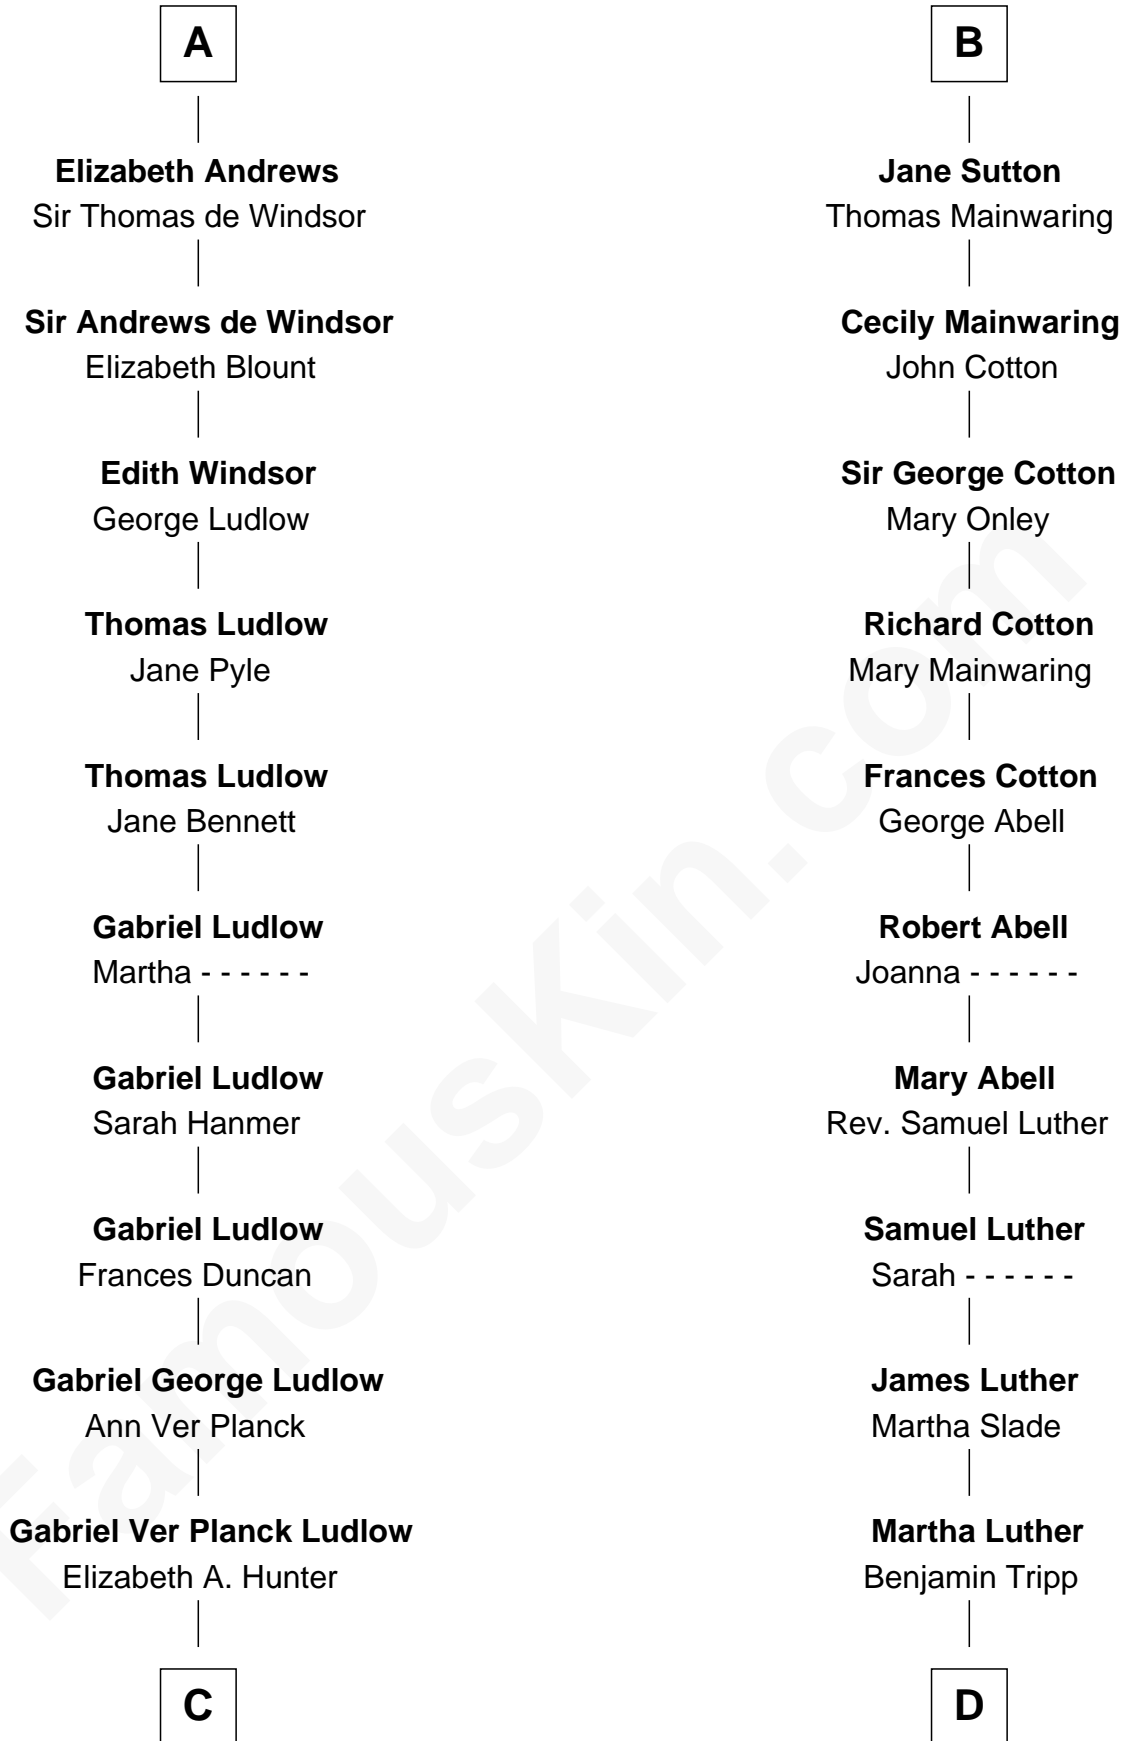 A
Elizabeth Andrews
Sir Thomas de Windsor
Sir Andrews de Windsor
Elizabeth Blount
Edith Windsor
George Ludlow
Thomas Ludlow
Jane Pyle
Thomas Ludlow
Jane Bennett
Gabriel Ludlow
Martha - - - - - -
Gabriel Ludlow
Sarah Hanmer
Gabriel Ludlow
Frances Duncan
Gabriel George Ludlow
Ann Ver Planck
Gabriel Ver Planck Ludlow
Elizabeth A. Hunter
C
B
Jane Sutton
Thomas Mainwaring
Cecily Mainwaring
John Cotton
Sir George Cotton
Mary Onley
Richard Cotton
Mary Mainwaring
Frances Cotton
George Abell
Robert Abell
Joanna - - - - - -
Mary Abell
Rev. Samuel Luther
Samuel Luther
Sarah - - - - - -
James Luther
Martha Slade
Martha Luther
Benjamin Tripp
D
FamousKin.com